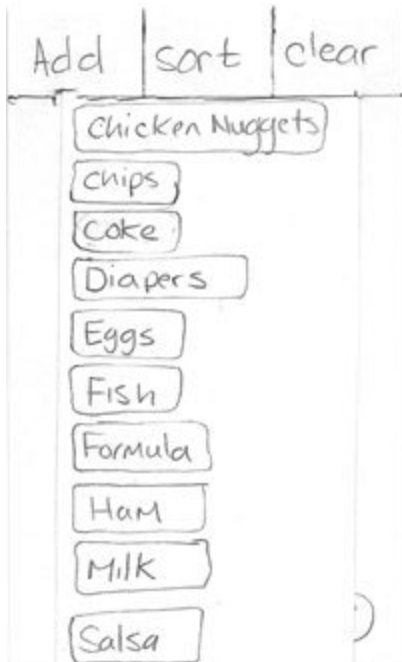 Add sort clear
Chicken Nuggets
chips
Coke
Diapers
Eggs
Fish
Formula
Ham
Milk
Salsa